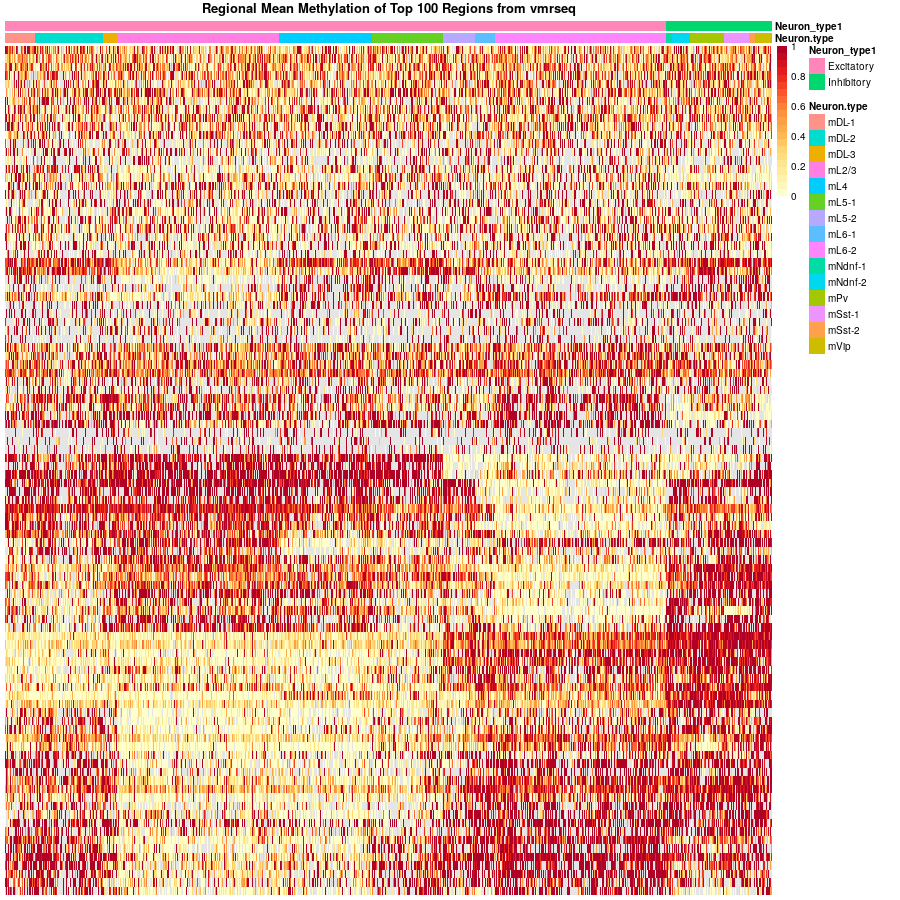 Regional Mean Methylation of Top 100 Regions from vmrseq
Neuron_type1
Neuron.type
1
0.8
0.6
0.4
0.2
0
Neuron_type1
Excitatory
Inhibitory
Neuron.type
mDL-1
mDL-2
mDL-3
mL2/3
mL4
mL5-1
mL5-2
mL6-1
mL6-2
mNdnf-1
mNdnf-2
mPv
mSst-1
mSst-2
mVip